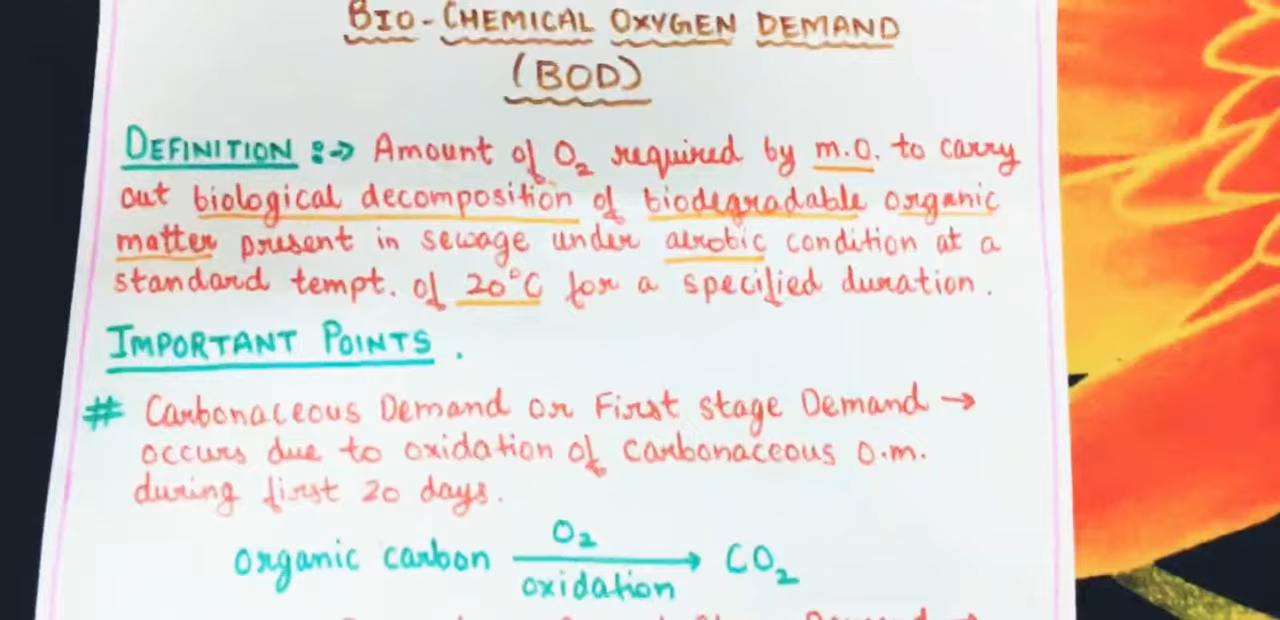 BIO-CHEMICAL OXYGEN DEMAND
(BOD)
DEFINITION :→ Amount of O₂ required by m.O. to carry
out biological decomposition of biodegradable organic
matter present in sewage under aerobic condition at a
standard tempt. of 20°C for a specified duration.
IMPORTANT POINTS.
# Carbonaceous Demand or First stage Demand →
occurs due to oxidation of carbonaceous O.m.
during first 20 days.
O₂
organic carbon → CO₂
oxidation